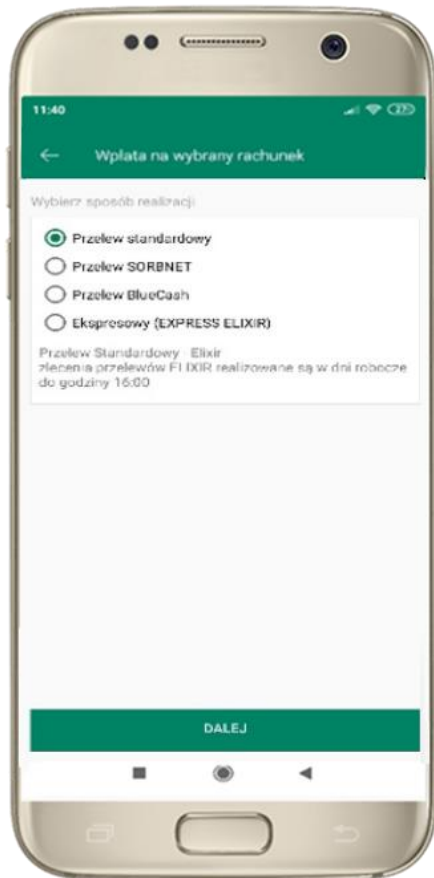 11:40
27
Wpłata na wybrany rachunek
Wybierz sposób realizacji
Przelew standardowy
Przelew SORBNET
Przelew BlueCash
Ekspresowy (EXPRESS ELIXIR)
Przelew Standardowy Elixir
zlecenia przelewów ELIXIR realizowane są w dni robocze
do godziny 16:00
DALEJ